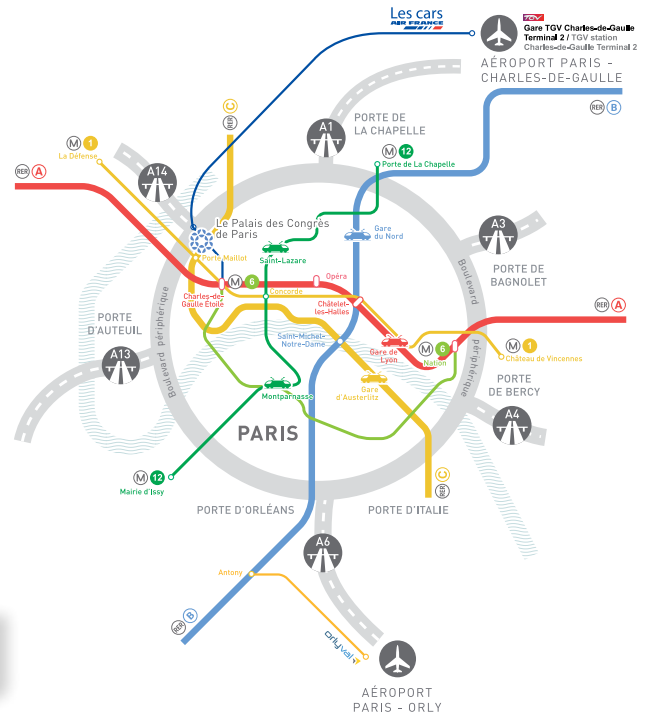 Les cars
AIR FRANCE
TGV
Gare TGV Charles-de-Gaulle
Terminal 2 / TGV station
Charles-de-Gaulle Terminal 2
AÉROPORT PARIS -
CHARLES-DE-GAULLE
RER B
RER C
A1
PORTE DE
LA CHAPELLE
M 12
Porte de La Chapelle
M 1
La Défense
RER A
A14
Le Palais des Congrès
de Paris
Porte Maillot
Gare
du Nord
Saint-Lazare
A3
PORTE DE
BAGNOLET
Boulevard périphérique
M 6
Charles-de-
Gaulle Étoile
Opéra
Concorde
Châtelet-
les-Halles
RER A
PORTE
D'AUTEUIL
Boulevard périphérique
A13
Saint-Michel-
Notre-Dame
Gare de
Lyon
M 6
Nation
M 1
Château de Vincennes
PORTE
DE BERCY
A4
Montparnasse
Gare
d'Austerlitz
PARIS
M 12
Mairie d'Issy
RER C
PORTE D'ORLÉANS
PORTE D'ITALIE
A6
Antony
RER B
orlyval
AÉROPORT
PARIS - ORLY